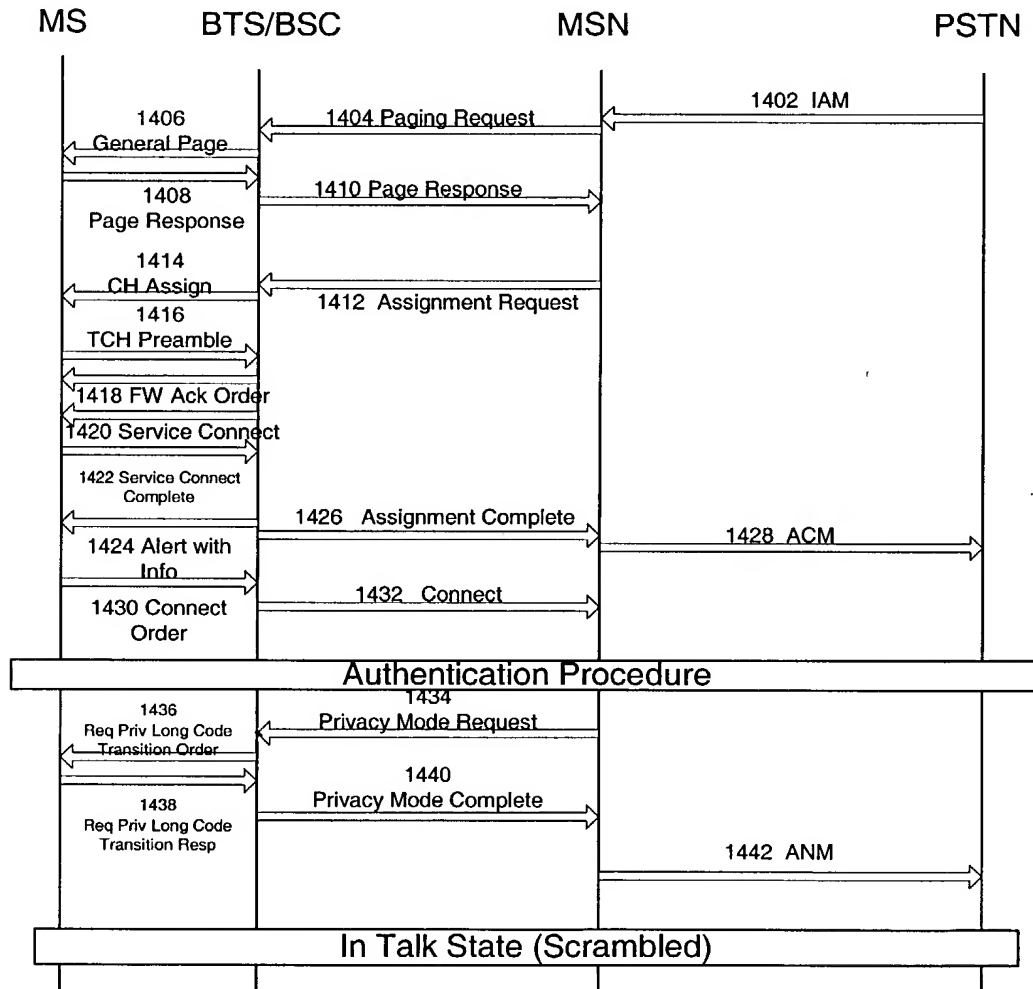 MS BTS/BSC MSN PSTN
1402 IAM
1404 Paging Request
1406
General Page
1408
Page Response
1410 Page Response
1412 Assignment Request
1414
CH Assign
1416
TCH Preamble
1418 FW Ack Order
1420 Service Connect
1422 Service Connect
Complete
1424 Alert with
Info
1426 Assignment Complete
1428 ACM
1430 Connect
Order
1432 Connect
Authentication Procedure
1434
Privacy Mode Request
1436
Req Priv Long Code
Transition Order
1438
Req Priv Long Code
Transition Resp
1440
Privacy Mode Complete
1442 ANM
In Talk State (Scrambled)